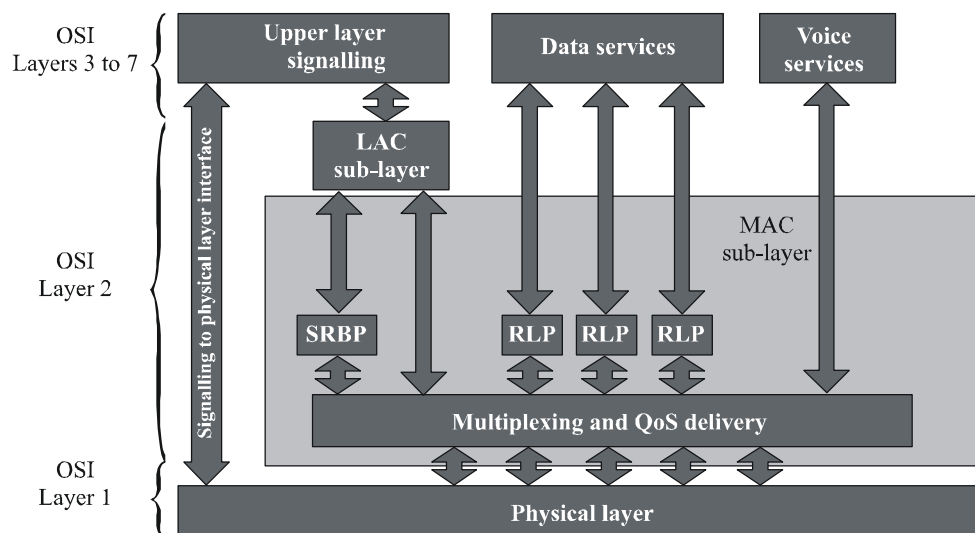 OSI
Layers 3 to 7
Upper layer
signalling
Data services
Voice
services
LAC
sub-layer
Signalling to physical layer interface
MAC
sub-layer
OSI
Layer 2
SRBP
RLP
RLP
RLP
Multiplexing and QoS delivery
OSI
Layer 1
Physical layer